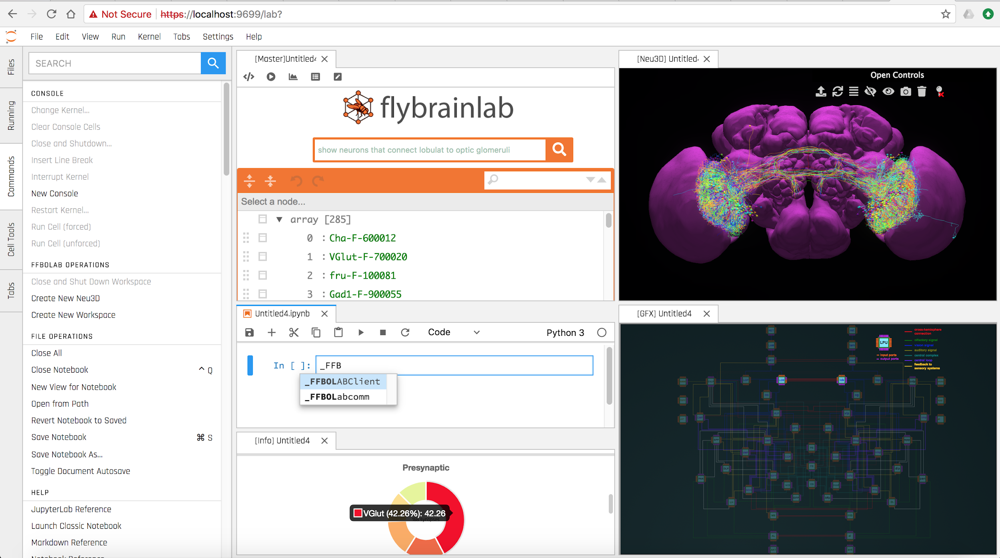 Not Secure https://localhost:9699/lab?
File Edit View Run Kernel Tabs Settings Help
Files
Running
Commands
Cell Tools
Tabs
SEARCH
CONSOLE
Change Kernel...
Clear Console Cells
Close and Shutdown...
Insert Line Break
Interrupt Kernel
New Console
Restart Kernel...
Run Cell (forced)
Run Cell (unforced)
FFBOLAB OPERATIONS
Close and Shut Down Workspace
Create New Neu3D
Create New Workspace
FILE OPERATIONS
Close All
Close Notebook ^ Q
New View for Notebook
Open from Path
Revert Notebook to Saved
Save Notebook ⌘ S
Save Notebook As...
Toggle Document Autosave
HELP
JupyterLab Reference
Launch Classic Notebook
Markdown Reference
Notebook Reference
[Master]Untitled4
flybrainlab
show neurons that connect lobulat to optic glomeruli
Select a node...
array [285]
0 : Cha-F-600012
1 : VGlut-F-700020
2 : fru-F-100081
3 : Gad1-F-900055
Untitled4.ipynb
Code Python 3
In [ ]: _FFB
_FFBOLABClient
_FFBOLabcomm
[Info] Untitled4
Presynaptic
VGlut (42.26%): 42.26
[Neu3D] Untitled4
Open Controls
[GFX] Untitled4
LPU
input ports
output ports
cross-hemisphere
connection
olfactory signal
vision signal
auditory signal
central complex
central loop
feedback to
sensory systems